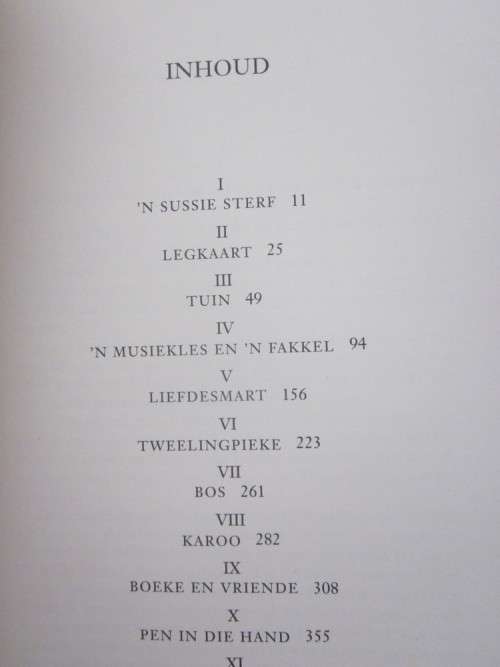 INHOUD
I
'N SUSSIE STERF 11
II
LEGKAART 25
III
TUIN 49
IV
'N MUSIEKLES EN 'N FAKKEL 94
V
LIEFDESMART 156
VI
TWEELINGPIEKE 223
VII
BOS 261
VIII
KAROO 282
IX
BOEKE EN VRIENDE 308
X
PEN IN DIE HAND 355
XI